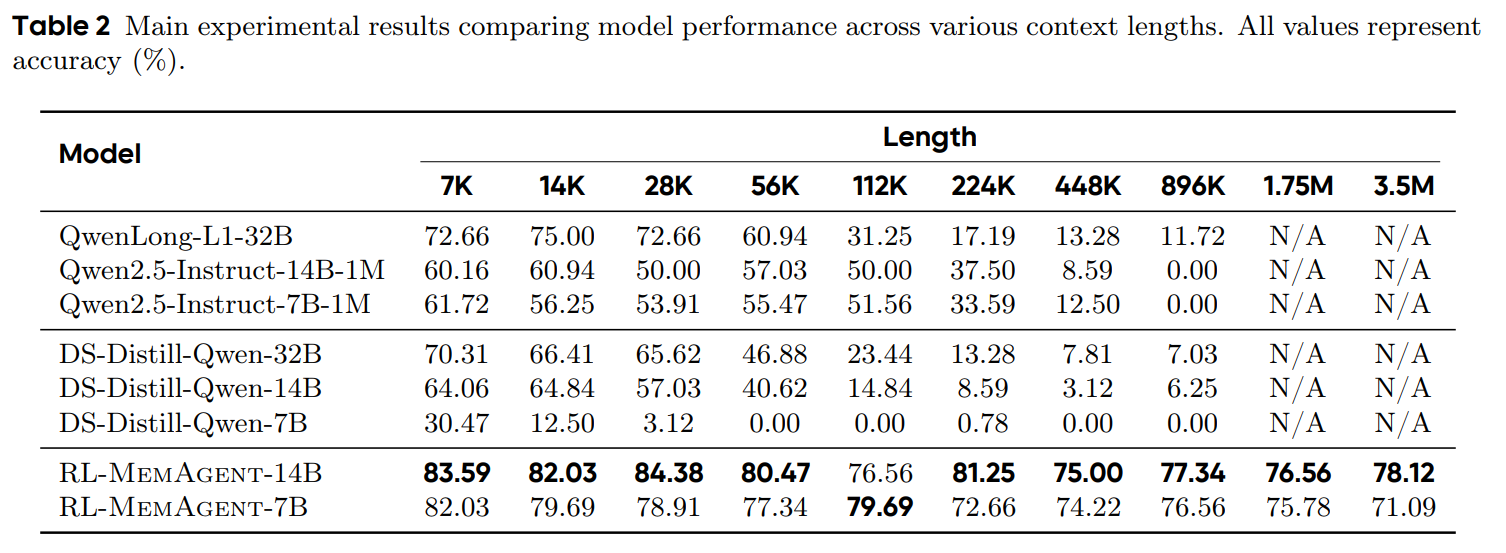 Table 2 Main experimental results comparing model performance across various context lengths. All values represent
accuracy (%).
Length
Model
7K 14K 28K 56K 112K 224K 448K 896K 1.75M 3.5M
QwenLong-L1-32B 72.66 75.00 72.66 60.94 31.25 17.19 13.28 11.72 N/A N/A
Qwen2.5-Instruct-14B-1M 60.16 60.94 50.00 57.03 50.00 37.50 8.59 0.00 N/A N/A
Qwen2.5-Instruct-7B-1M 61.72 56.25 53.91 55.47 51.56 33.59 12.50 0.00 N/A N/A
DS-Distill-Qwen-32B 70.31 66.41 65.62 46.88 23.44 13.28 7.81 7.03 N/A N/A
DS-Distill-Qwen-14B 64.06 64.84 57.03 40.62 14.84 8.59 3.12 6.25 N/A N/A
DS-Distill-Qwen-7B 30.47 12.50 3.12 0.00 0.00 0.78 0.00 0.00 N/A N/A
RL-MemAgent-14B 83.59 82.03 84.38 80.47 76.56 81.25 75.00 77.34 76.56 78.12
RL-MemAgent-7B 82.03 79.69 78.91 77.34 79.69 72.66 74.22 76.56 75.78 71.09